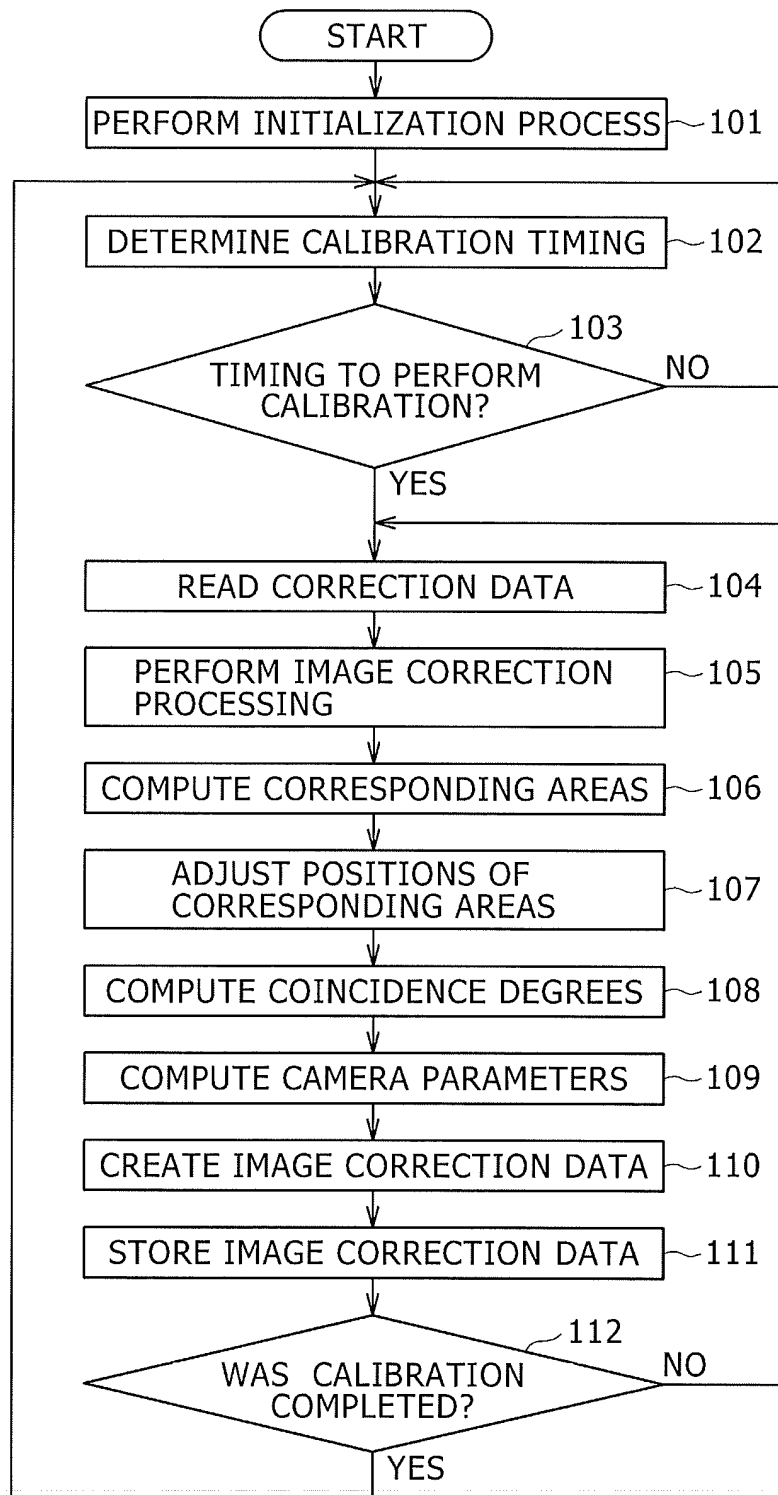 START
PERFORM INITIALIZATION PROCESS
101
DETERMINE CALIBRATION TIMING
102
103
TIMING TO PERFORM
CALIBRATION?
NO
YES
READ CORRECTION DATA
104
PERFORM IMAGE CORRECTION
PROCESSING
105
COMPUTE CORRESPONDING AREAS
106
ADJUST POSITIONS OF
CORRESPONDING AREAS
107
COMPUTE COINCIDENCE DEGREES
108
COMPUTE CAMERA PARAMETERS
109
CREATE IMAGE CORRECTION DATA
110
STORE IMAGE CORRECTION DATA
111
112
WAS CALIBRATION
COMPLETED?
NO
YES